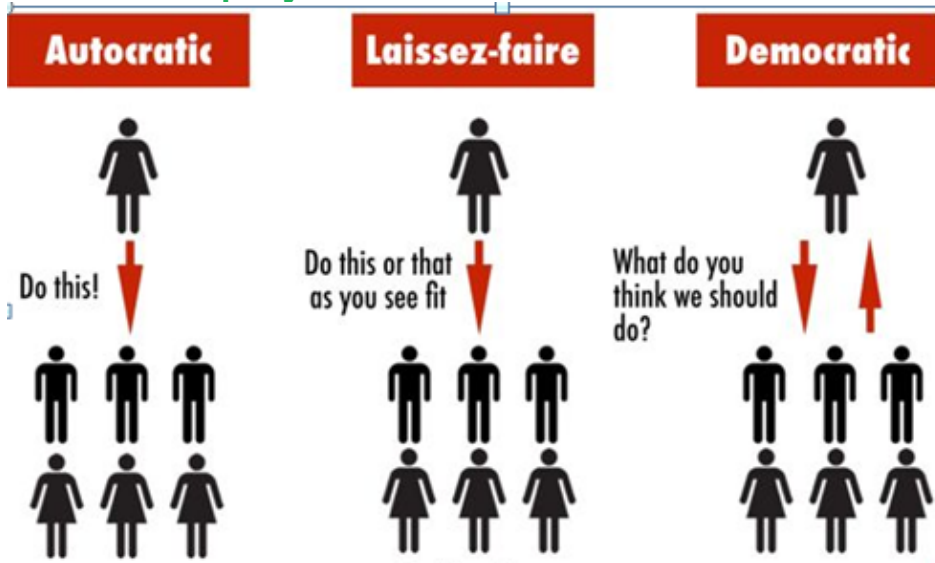 Autocratic
Laissez-faire
Democratic
Do this!
Do this or that
as you see fit
What do you
think we should
do?